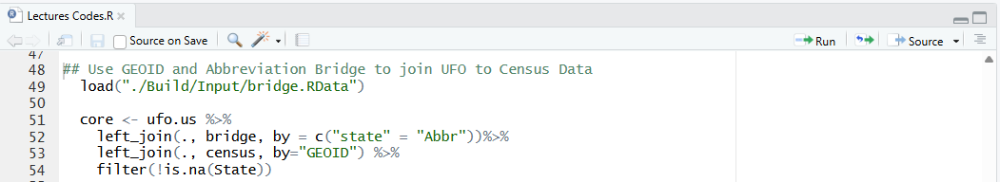 Lectures Codes.R
Source on Save
Run
Source
47
48 ## Use GEOID and Abbreviation Bridge to join UFO to Census Data
49 load("./Build/Input/bridge.RData")
50
51 core <- ufo.us %>%
52 left_join(., bridge, by = c("state" = "Abbr"))%>%
53 left_join(., census, by="GEOID") %>%
54 filter(!is.na(State))